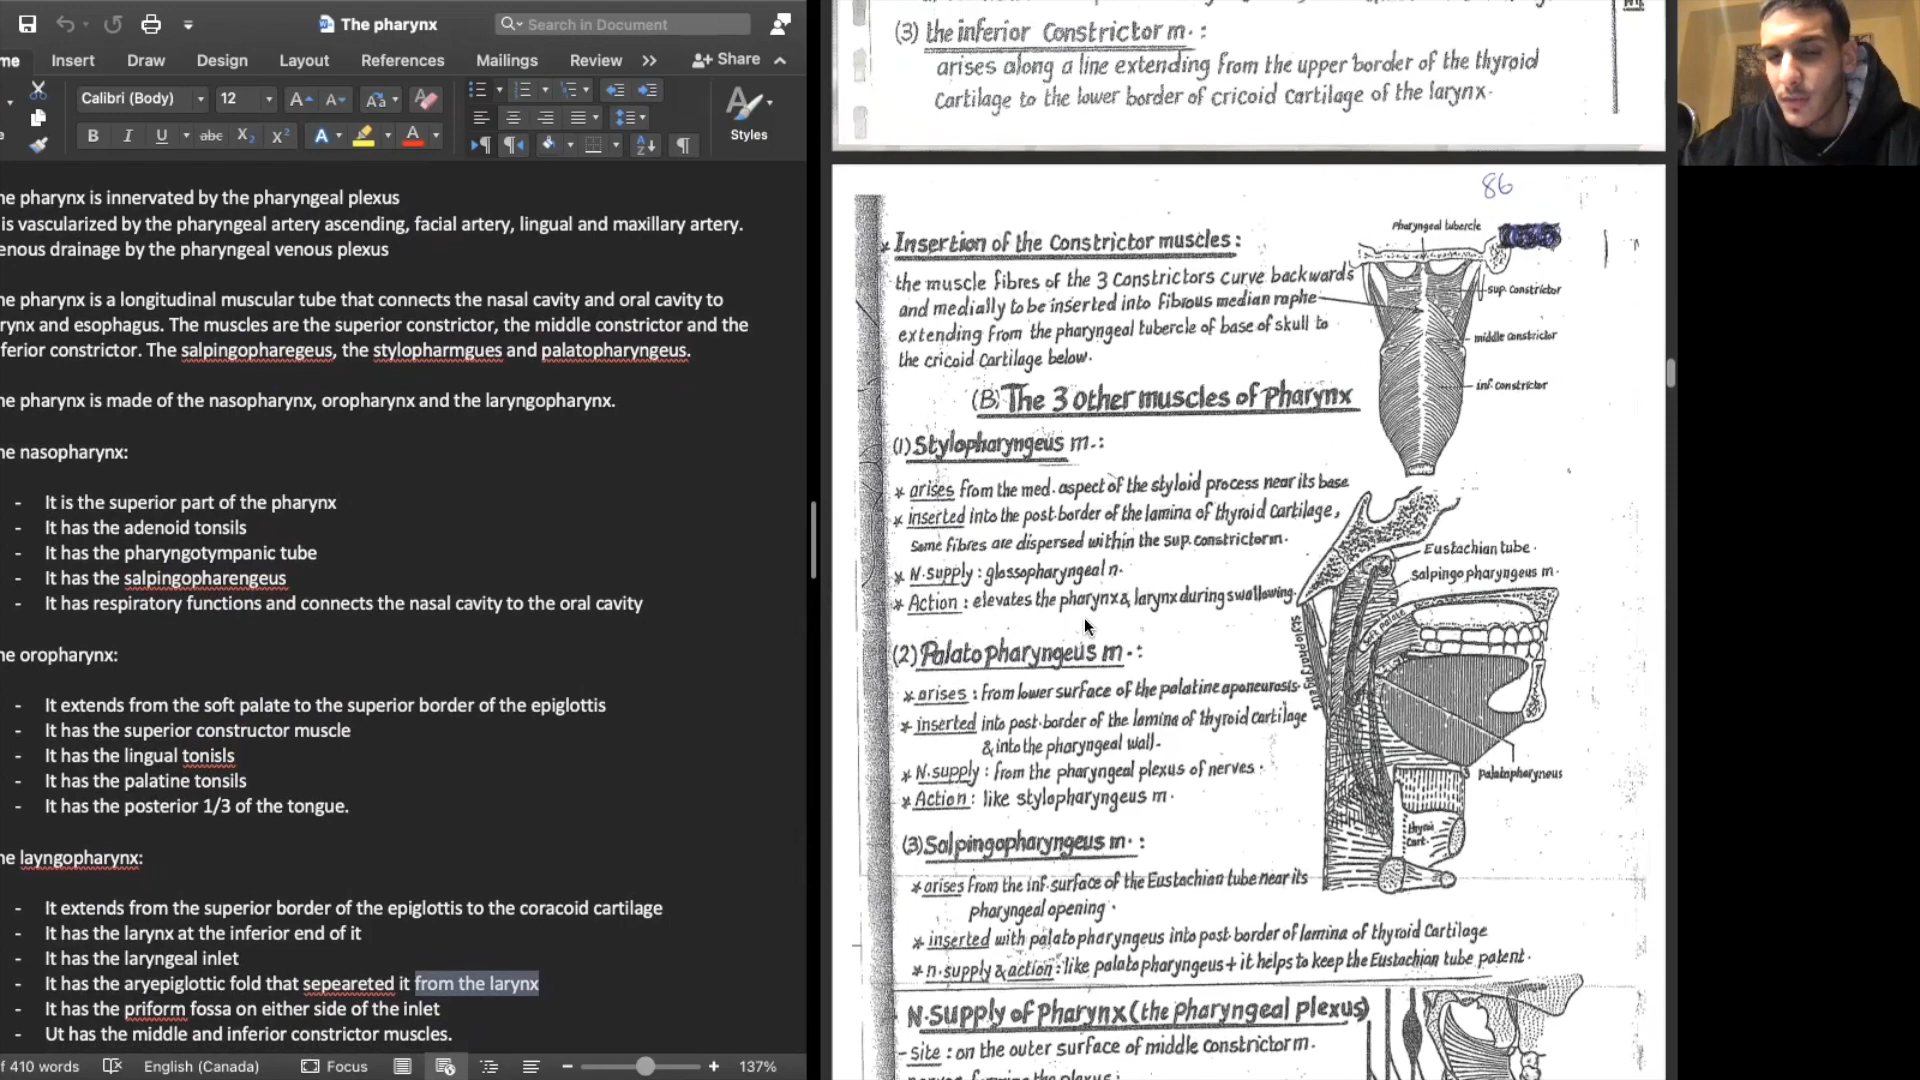 The pharynx
Search in Document
me
Insert
Draw
Design
Layout
References
Mailings
Review
Share
Calibri (Body)
12
Styles
he pharynx is innervated by the pharyngeal plexus
is vascularized by the pharyngeal artery ascending, facial artery, lingual and maxillary artery.
enous drainage by the pharyngeal venous plexus
he pharynx is a longitudinal muscular tube that connects the nasal cavity and oral cavity to
rynx and esophagus. The muscles are the superior constrictor, the middle constrictor and the
ferior constrictor. The salpingopharegeus, the stylopharmgues and palatopharyngeus.
he pharynx is made of the nasopharynx, oropharynx and the laryngopharynx.
he nasopharynx:
- It is the superior part of the pharynx
- It has the adenoid tonsils
- It has the pharyngotympanic tube
- It has the salpingopharengeus
- It has respiratory functions and connects the nasal cavity to the oral cavity
he oropharynx:
- It extends from the soft palate to the superior border of the epiglottis
- It has the superior constructor muscle
- It has the lingual tonisls
- It has the palatine tonsils
- It has the posterior 1/3 of the tongue.
he layngopharynx:
- It extends from the superior border of the epiglottis to the coracoid cartilage
- It has the larynx at the inferior end of it
- It has the laryngeal inlet
- It has the aryepiglottic fold that sepeareted it from the larynx
- It has the priform fossa on either side of the inlet
- Ut has the middle and inferior constrictor muscles.
f 410 words
English (Canada)
Focus
137%
(3) the inferior Constrictor m. :
arises along a line extending from the upper border of the thyroid
Cartilage to the lower border of cricoid Cartilage of the larynx.
86
* Insertion of the Constrictor muscles:
the muscle fibres of the 3 Constrictors curve backwards
and medially to be inserted into fibrous median raphe
extending from the pharyngeal tubercle of base of skull to
the cricoid Cartilage below.
Pharyngeal tubercle
sup. Constrictor
middle constrictor
inf. constrictor
(B) The 3 other muscles of Pharynx
(1) Stylopharyngeus m.:
* arises from the med. aspect of the styloid process near its base
* inserted into the post. border of the lamina of thyroid Cartilage,
Some fibres are dispersed within the sup. constrictor m.
* N. supply : glossopharyngeal n.
* Action : elevates the pharynx & larynx during swallowing.
Eustachian tube.
Salpingo pharyngeus m.
soft palate
stylopharyngeus
Palatopharyneus
thyroid
Cart.
(2) Palato pharyngeus m. :
* arises : from lower surface of the palatine aponeurosis.
* inserted into post. border of the lamina of thyroid Cartilage
& into the pharyngeal wall.
* N. supply : from the pharyngeal plexus of nerves .
* Action : like stylopharyngeus m.
(3) Salpingopharyngeus m. :
* arises from the inf. surface of the Eustachian tube near its
pharyngeal opening .
* inserted with palatopharyngeus into post. border of lamina of thyroid Cartilage
* n. supply & action : like palatopharyngeus + it helps to keep the Eustachian tube patent.
N. Supply of Pharynx (the Pharyngeal Plexus)
- Site : on the outer surface of middle constrictor m.